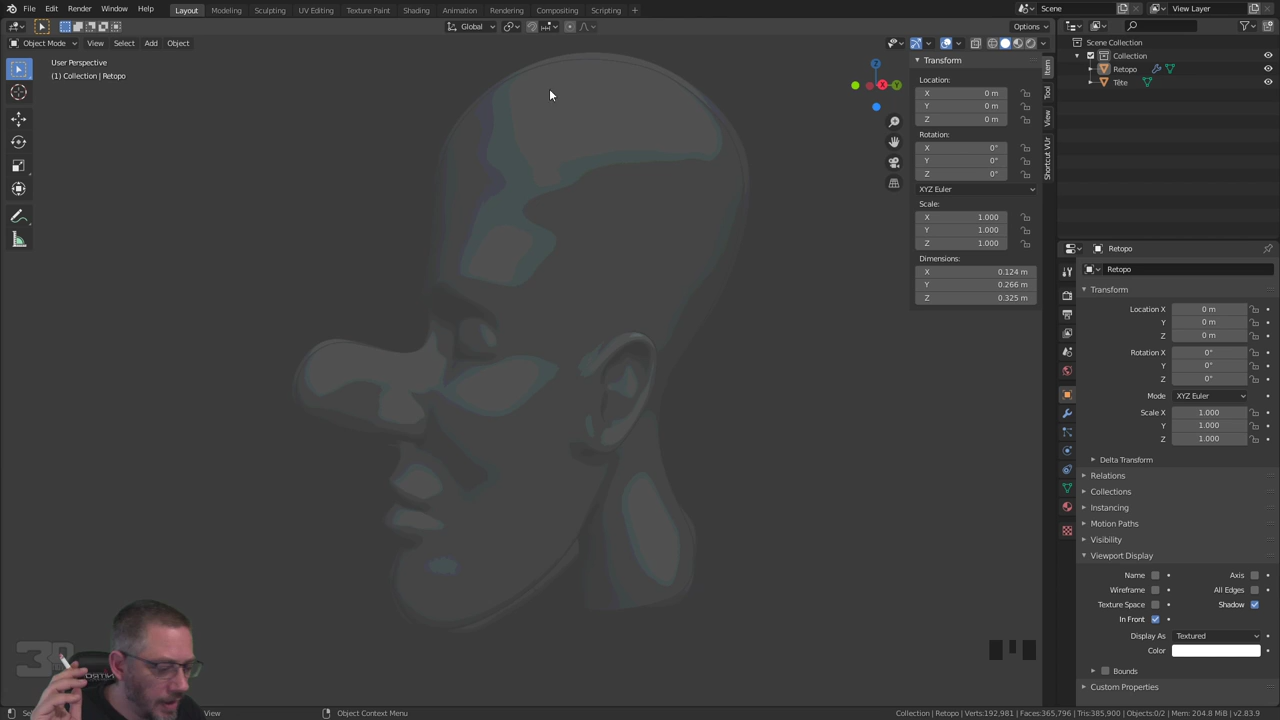 File Edit Render Window Help
Layout Modeling Sculpting UV Editing Texture Paint Shading Animation Rendering Compositing Scripting
Scene
View Layer
Global
Options
Object Mode View Select Add Object
User Perspective
(1) Collection | Retopo
Z
X
Y
Transform
Location:
X 0 m
Y 0 m
Z 0 m
Rotation:
X 0°
Y 0°
Z 0°
XYZ Euler
Scale:
X 1.000
Y 1.000
Z 1.000
Dimensions:
X 0.124 m
Y 0.266 m
Z 0.325 m
Item
Tool
View
Shortcut VUr
Scene Collection
Collection
Retopo
Tête
Retopo
Retopo
Transform
Location X 0 m
Y 0 m
Z 0 m
Rotation X 0°
Y 0°
Z 0°
Mode XYZ Euler
Scale X 1.000
Y 1.000
Z 1.000
Delta Transform
Relations
Collections
Instancing
Motion Paths
Visibility
Viewport Display
Name Axis
Wireframe All Edges
Texture Space Shadow
In Front
Display As Textured
Color
Bounds
Custom Properties
View
Object Context Menu
Collection | Retopo | Verts:192,981 | Faces:365,796 | Tris:385,900 | Objects:0/2 | Mem: 204.8 MiB | v2.83.9